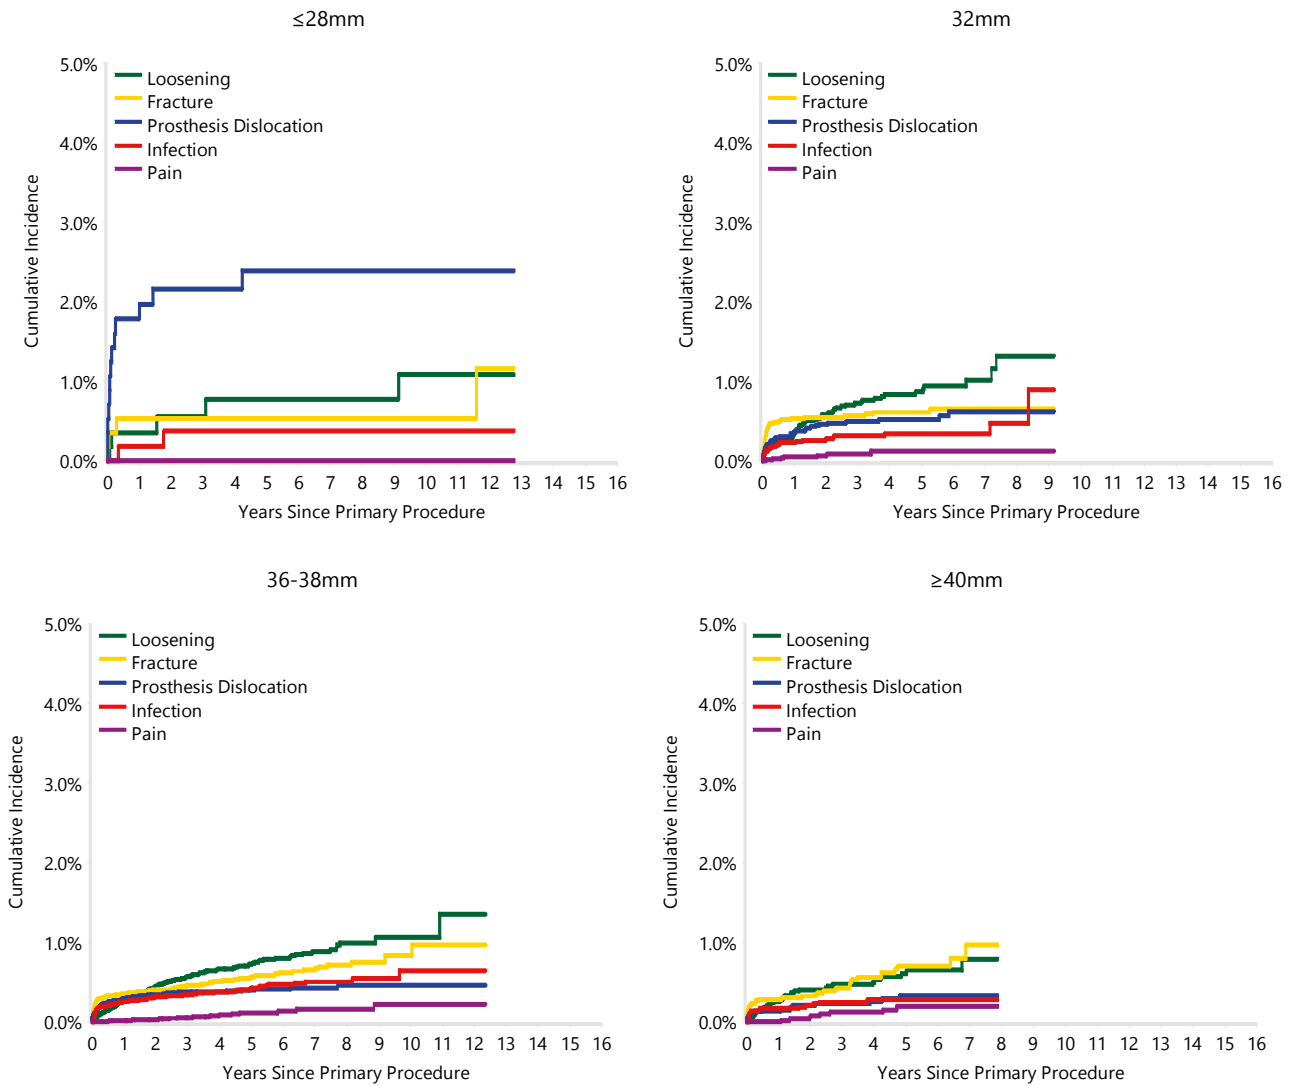 ≤28mm
5.0%
4.0%
3.0%
2.0%
1.0%
0.0%
Cumulative Incidence
Loosening
Fracture
Prosthesis Dislocation
Infection
Pain
0 1 2 3 4 5 6 7 8 9 10 11 12 13 14 15 16
Years Since Primary Procedure
32mm
5.0%
4.0%
3.0%
2.0%
1.0%
0.0%
Cumulative Incidence
Loosening
Fracture
Prosthesis Dislocation
Infection
Pain
0 1 2 3 4 5 6 7 8 9 10 11 12 13 14 15 16
Years Since Primary Procedure
36-38mm
5.0%
4.0%
3.0%
2.0%
1.0%
0.0%
Cumulative Incidence
Loosening
Fracture
Prosthesis Dislocation
Infection
Pain
0 1 2 3 4 5 6 7 8 9 10 11 12 13 14 15 16
Years Since Primary Procedure
≥40mm
5.0%
4.0%
3.0%
2.0%
1.0%
0.0%
Cumulative Incidence
Loosening
Fracture
Prosthesis Dislocation
Infection
Pain
0 1 2 3 4 5 6 7 8 9 10 11 12 13 14 15 16
Years Since Primary Procedure